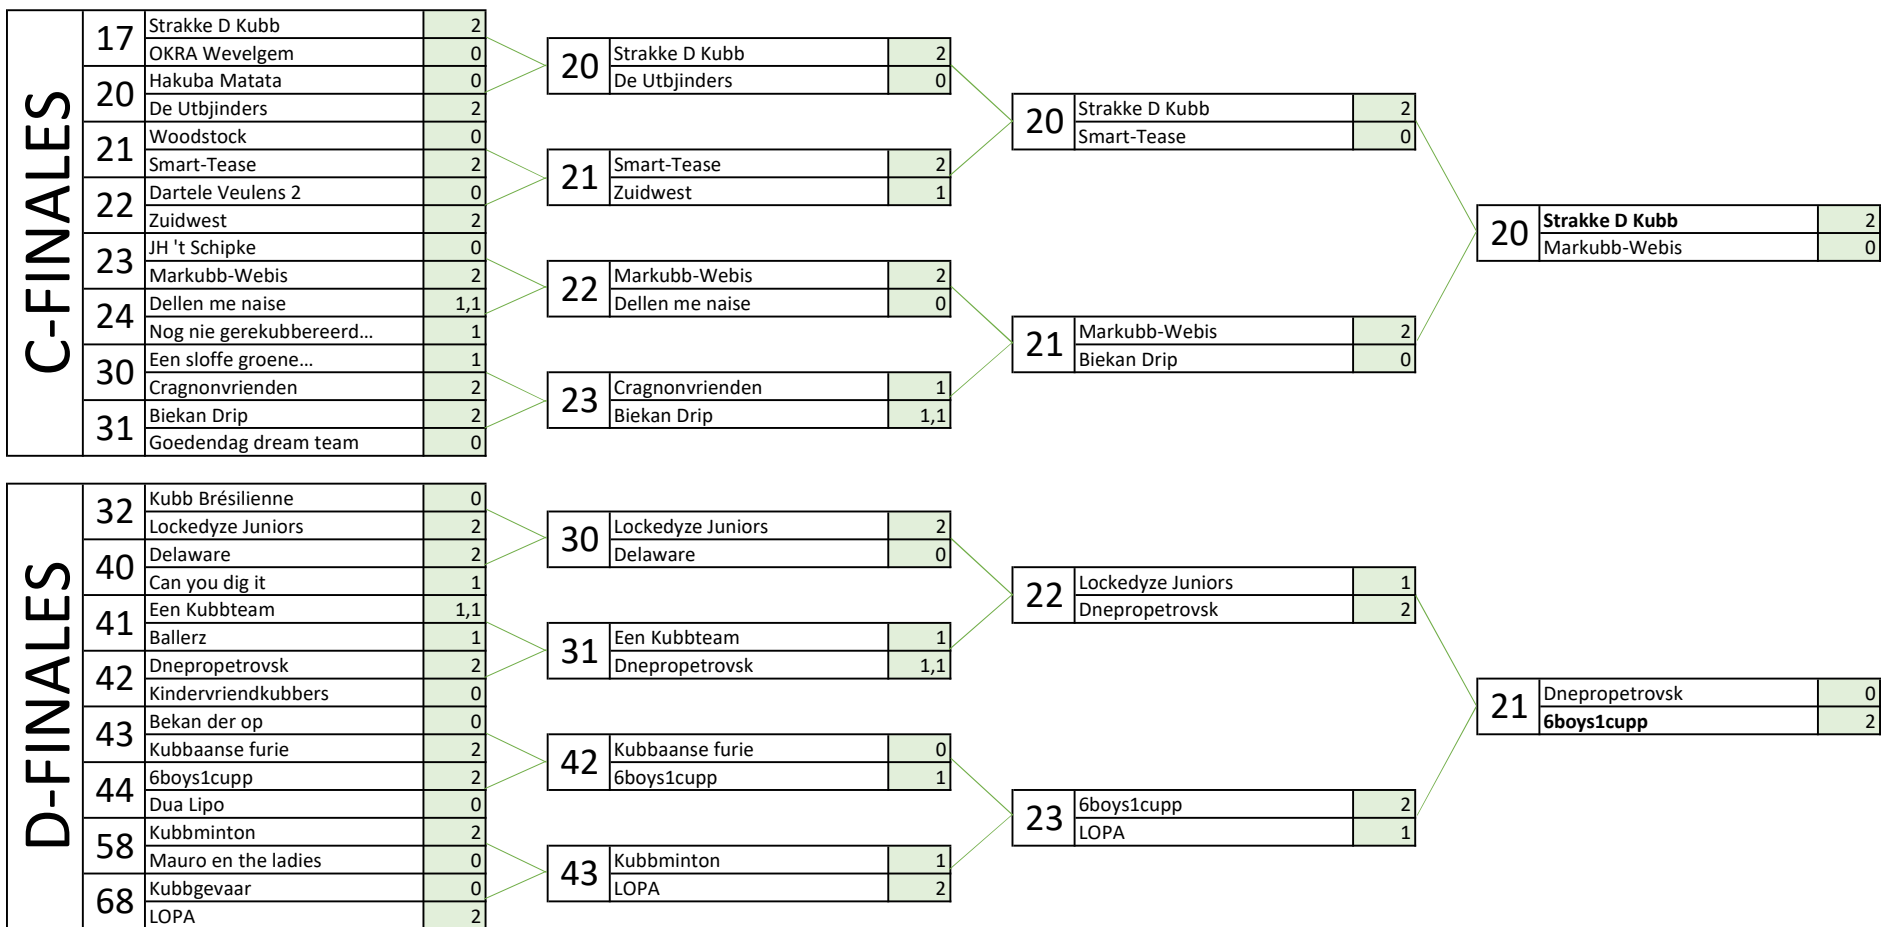 C-FINALES
17
Strakke D Kubb 2
OKRA Wevelgem 0
20
Hakuba Matata 0
De Utbjinders 2
21
Woodstock 0
Smart-Tease 2
22
Dartele Veulens 2 0
Zuidwest 2
23
JH 't Schipke 0
Markubb-Webis 2
24
Dellen me naise 1,1
Nog nie gerekubbereerd... 1
30
Een sloffe groene... 1
Cragnonvrienden 2
31
Biekan Drip 2
Goedendag dream team 0
20
Strakke D Kubb 2
De Utbjinders 0
21
Smart-Tease 2
Zuidwest 1
22
Markubb-Webis 2
Dellen me naise 0
23
Cragnonvrienden 1
Biekan Drip 1,1
20
Strakke D Kubb 2
Smart-Tease 0
21
Markubb-Webis 2
Biekan Drip 0
20
Strakke D Kubb 2
Markubb-Webis 0
D-FINALES
32
Kubb Brésilienne 0
Lockedyze Juniors 2
40
Delaware 2
Can you dig it 1
41
Een Kubbteam 1,1
Ballerz 1
42
Dnepropetrovsk 2
Kindervriendkubbers 0
43
Bekan der op 0
Kubbaanse furie 2
44
6boys1cupp 2
Dua Lipo 0
58
Kubbminton 2
Mauro en the ladies 0
68
Kubbgevaar 0
LOPA 2
30
Lockedyze Juniors 2
Delaware 0
31
Een Kubbteam 1
Dnepropetrovsk 1,1
42
Kubbaanse furie 0
6boys1cupp 1
43
Kubbminton 1
LOPA 2
22
Lockedyze Juniors 1
Dnepropetrovsk 2
23
6boys1cupp 2
LOPA 1
21
Dnepropetrovsk 0
6boys1cupp 2